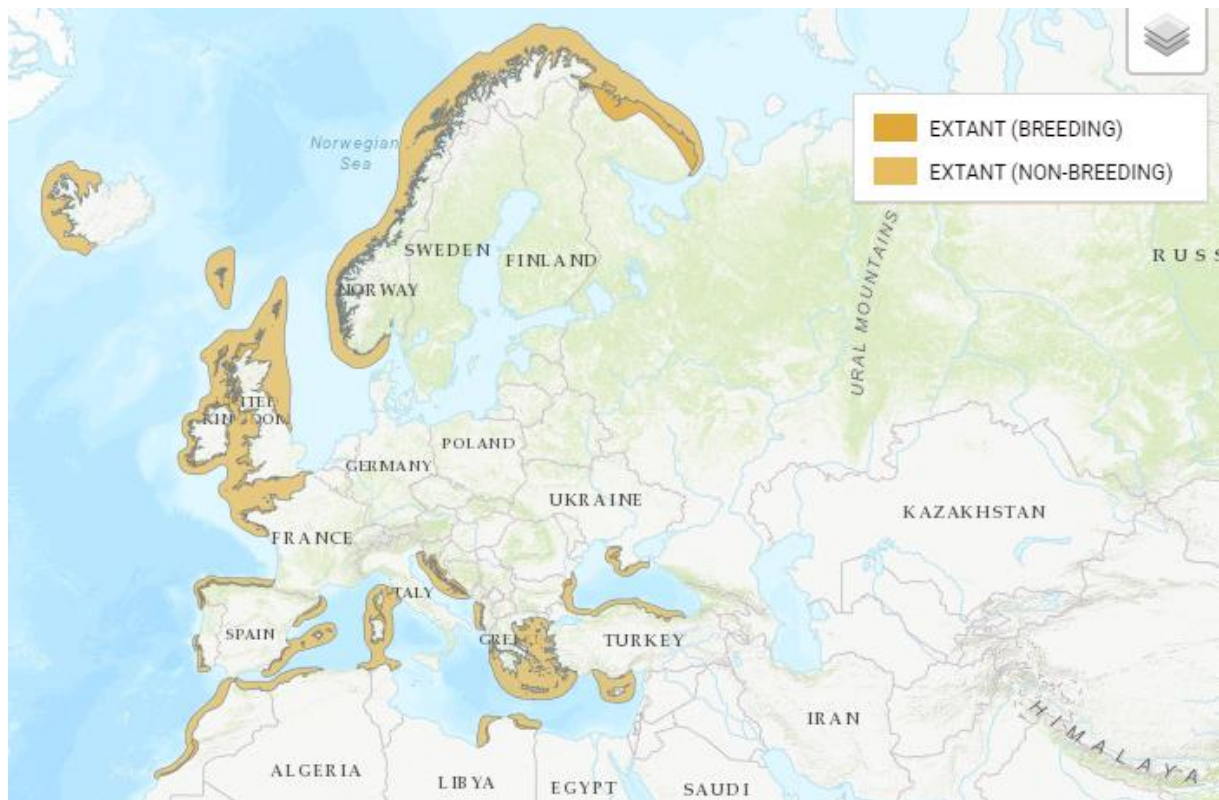 EXTANT (BREEDING)
EXTANT (NON-BREEDING)
Norwegian
Sea
SWEDEN
FINLAND
NORWAY
RUSS
URAL MOUNTAINS
POLAND
GERMANY
UKRAINE
KAZAKHSTAN
FRANCE
TALY
SPAIN
TURKEY
IRAN
HIMALAYA
ALGERIA
LIBYA
EGYPT
SAUDI